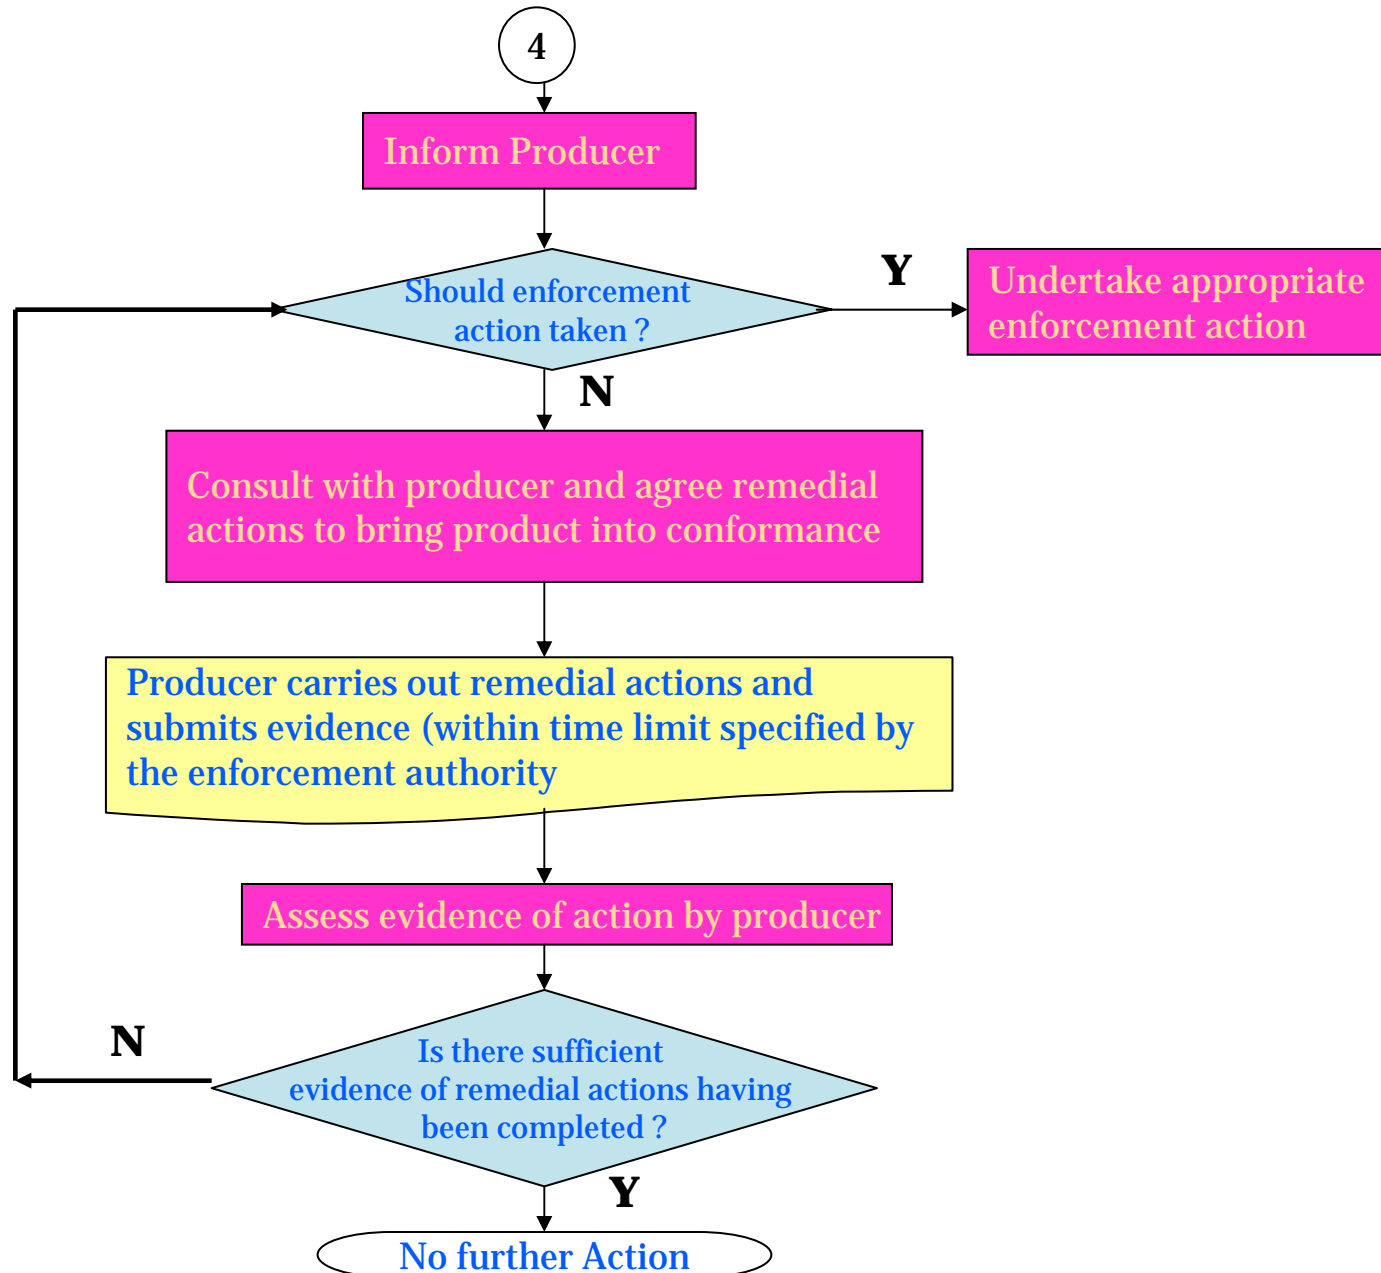 4
Inform Producer
Should enforcement
action taken ?
Y
Undertake appropriate
enforcement action
N
Consult with producer and agree remedial
actions to bring product into conformance
Producer carries out remedial actions and
submits evidence (within time limit specified by
the enforcement authority
Assess evidence of action by producer
N
Is there sufficient
evidence of remedial actions having
been completed ?
Y
No further Action